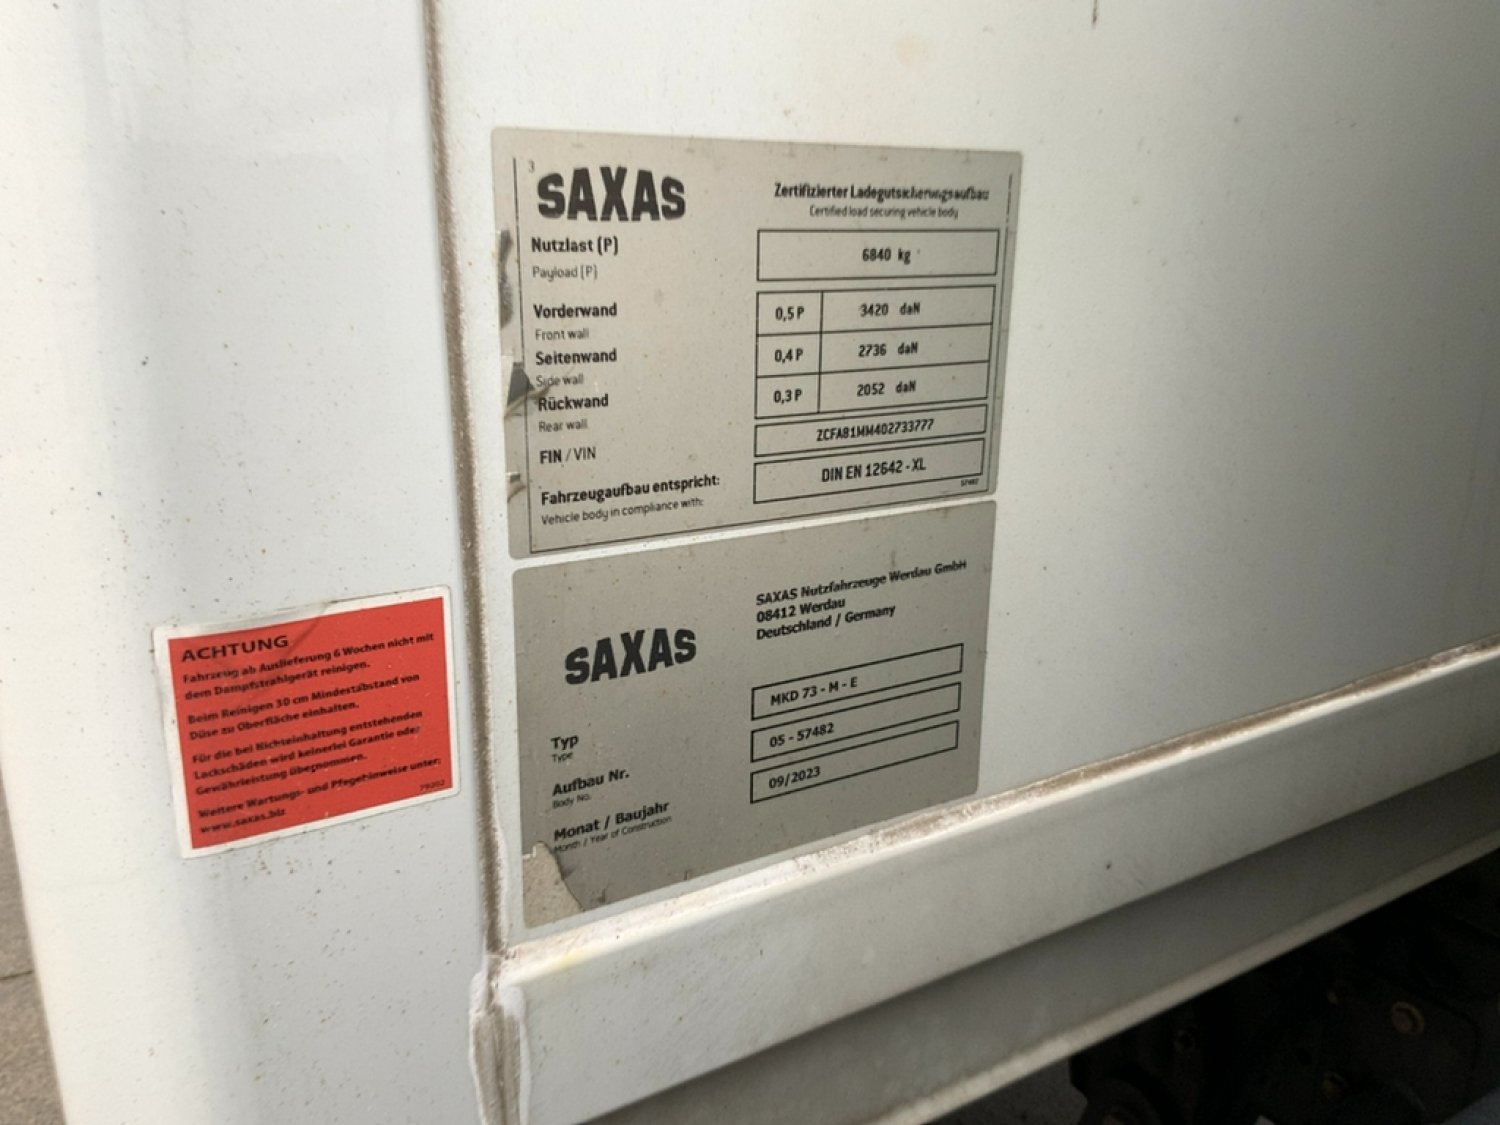 3
SAXAS
Zertifizierter Ladegutsicherungsaufbau
Certified load securing vehicle body
Nutzlast (P)
Payload (P)
6840 kg
Vorderwand
Front wall
0,5 P 3420 daN
Seitenwand
Side wall
0,4 P 2736 daN
Rückwand
Rear wall
0,3 P 2052 daN
FIN / VIN
ZCFA81MM402733777
Fahrzeugaufbau entspricht:
Vehicle body in compliance with:
DIN EN 12642 - XL
57482
SAXAS
SAXAS Nutzfahrzeuge Werdau GmbH
08412 Werdau
Deutschland / Germany
Typ
Type
MKD 73 - M - E
Aufbau Nr.
Body No.
05 - 57482
Monat / Baujahr
Month / Year of Construction
09/2023
ACHTUNG
Fahrzeug ab Auslieferung 6 Wochen nicht mit
dem Dampfstrahlgerät reinigen.
Beim Reinigen 30 cm Mindestabstand von
Düse zu Oberfläche einhalten.
Für die bei Nichteinhaltung entstehenden
Lackschäden wird keinerlei Garantie oder
Gewährleistung übernommen.
Weitere Wartungs- und Pflegehinweise unter:
www.saxas.biz
79202